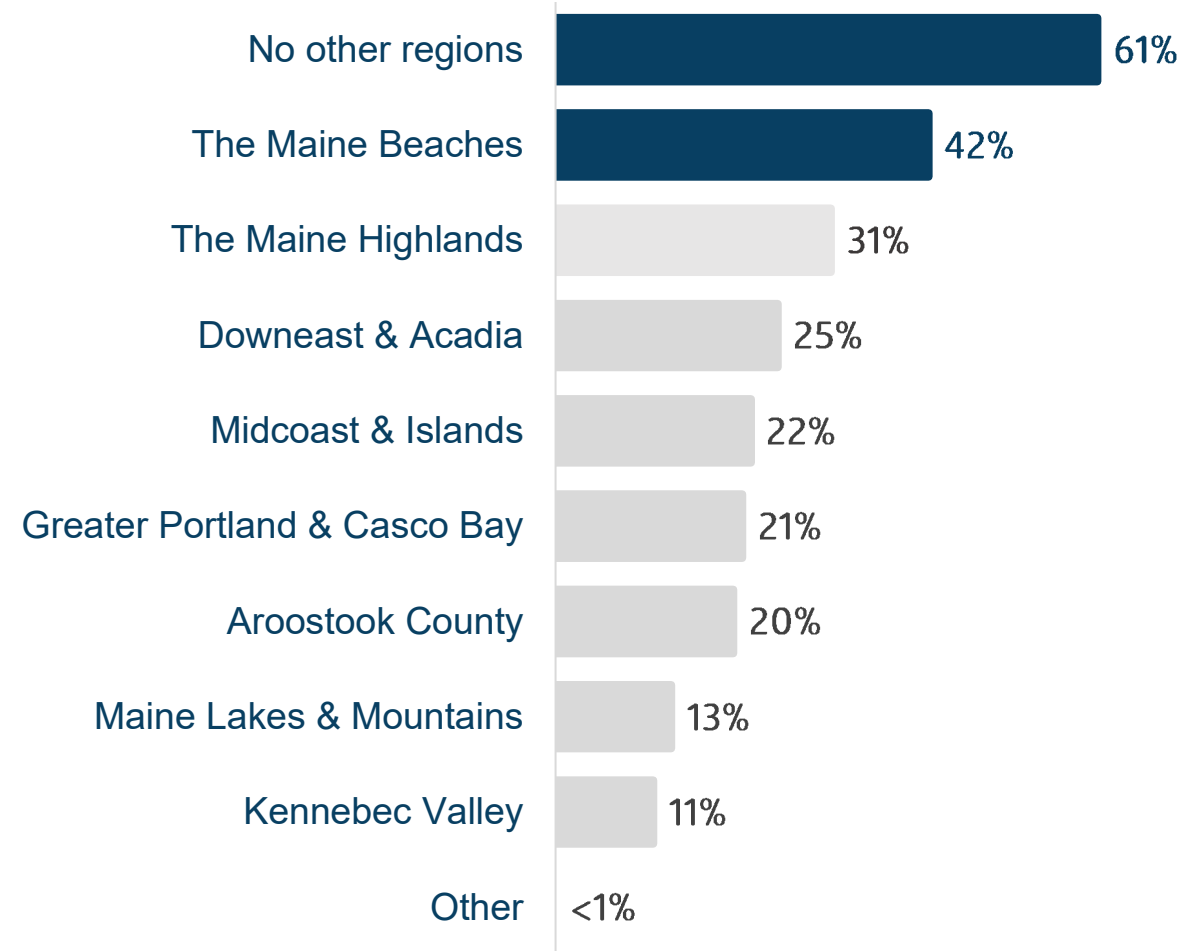 No other regions 61%
The Maine Beaches 42%
The Maine Highlands 31%
Downeast & Acadia 25%
Midcoast & Islands 22%
Greater Portland & Casco Bay 21%
Aroostook County 20%
Maine Lakes & Mountains 13%
Kennebec Valley 11%
Other <1%